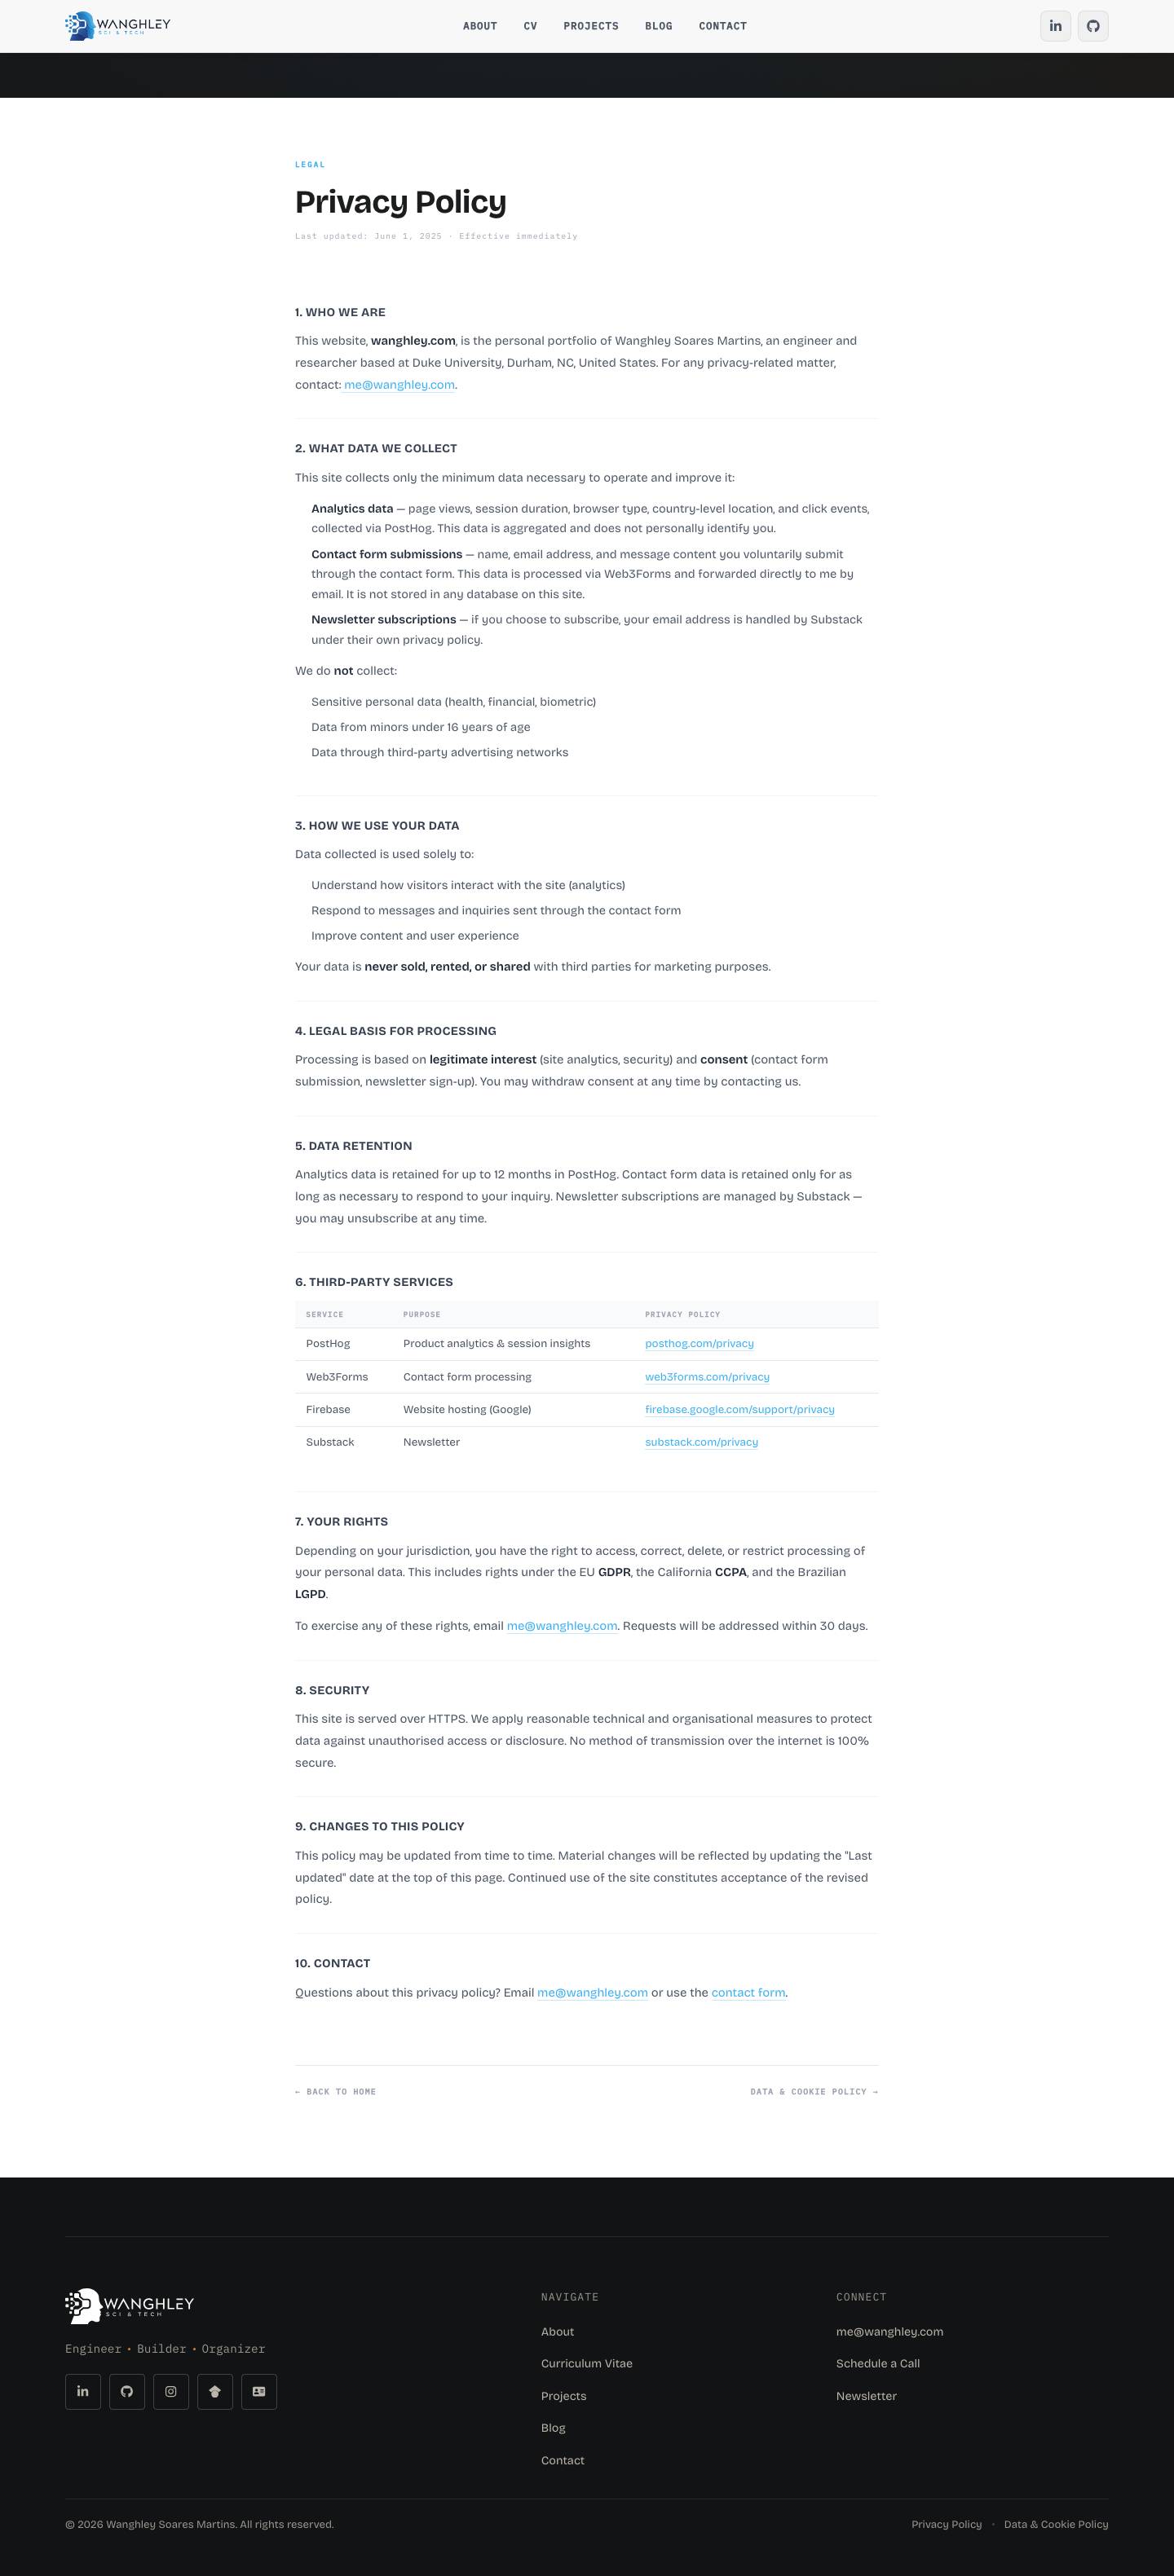 WANGHLEY
SCI & TECH
ABOUT
CV
PROJECTS
BLOG
CONTACT
LEGAL
Privacy Policy
Last updated: June 1, 2025 · Effective immediately
1. WHO WE ARE
This website, wanghley.com, is the personal portfolio of Wanghley Soares Martins, an engineer and
researcher based at Duke University, Durham, NC, United States. For any privacy-related matter,
contact: me@wanghley.com.
2. WHAT DATA WE COLLECT
This site collects only the minimum data necessary to operate and improve it:
Analytics data — page views, session duration, browser type, country-level location, and click events,
collected via PostHog. This data is aggregated and does not personally identify you.
Contact form submissions — name, email address, and message content you voluntarily submit
through the contact form. This data is processed via Web3Forms and forwarded directly to me by
email. It is not stored in any database on this site.
Newsletter subscriptions — if you choose to subscribe, your email address is handled by Substack
under their own privacy policy.
We do not collect:
Sensitive personal data (health, financial, biometric)
Data from minors under 16 years of age
Data through third-party advertising networks
3. HOW WE USE YOUR DATA
Data collected is used solely to:
Understand how visitors interact with the site (analytics)
Respond to messages and inquiries sent through the contact form
Improve content and user experience
Your data is never sold, rented, or shared with third parties for marketing purposes.
4. LEGAL BASIS FOR PROCESSING
Processing is based on legitimate interest (site analytics, security) and consent (contact form
submission, newsletter sign-up). You may withdraw consent at any time by contacting us.
5. DATA RETENTION
Analytics data is retained for up to 12 months in PostHog. Contact form data is retained only for as
long as necessary to respond to your inquiry. Newsletter subscriptions are managed by Substack —
you may unsubscribe at any time.
6. THIRD-PARTY SERVICES
SERVICE PURPOSE PRIVACY POLICY
PostHog Product analytics & session insights posthog.com/privacy
Web3Forms Contact form processing web3forms.com/privacy
Firebase Website hosting (Google) firebase.google.com/support/privacy
Substack Newsletter substack.com/privacy
7. YOUR RIGHTS
Depending on your jurisdiction, you have the right to access, correct, delete, or restrict processing of
your personal data. This includes rights under the EU GDPR, the California CCPA, and the Brazilian
LGPD.
To exercise any of these rights, email me@wanghley.com. Requests will be addressed within 30 days.
8. SECURITY
This site is served over HTTPS. We apply reasonable technical and organisational measures to protect
data against unauthorised access or disclosure. No method of transmission over the internet is 100%
secure.
9. CHANGES TO THIS POLICY
This policy may be updated from time to time. Material changes will be reflected by updating the "Last
updated" date at the top of this page. Continued use of the site constitutes acceptance of the revised
policy.
10. CONTACT
Questions about this privacy policy? Email me@wanghley.com or use the contact form.
← BACK TO HOME
DATA & COOKIE POLICY →
WANGHLEY
SCI & TECH
Engineer • Builder • Organizer
NAVIGATE
About
Curriculum Vitae
Projects
Blog
Contact
CONNECT
me@wanghley.com
Schedule a Call
Newsletter
© 2026 Wanghley Soares Martins. All rights reserved.
Privacy Policy • Data & Cookie Policy